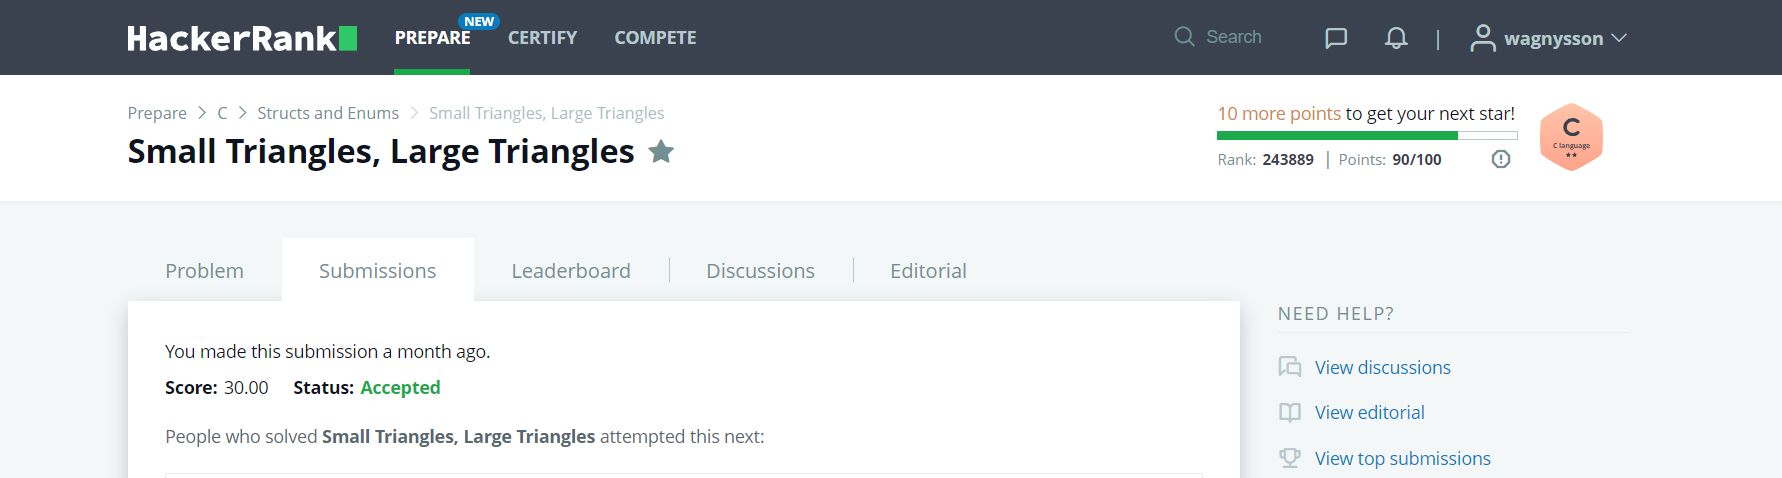 HackerRank
PREPARE
NEW
CERTIFY
COMPETE
Search
wagnysson
Prepare > C > Structs and Enums > Small Triangles, Large Triangles
Small Triangles, Large Triangles
10 more points to get your next star!
Rank: 243889 | Points: 90/100
C
C language
Problem
Submissions
Leaderboard
Discussions
Editorial
You made this submission a month ago.
Score: 30.00 Status: Accepted
People who solved Small Triangles, Large Triangles attempted this next:
NEED HELP?
View discussions
View editorial
View top submissions